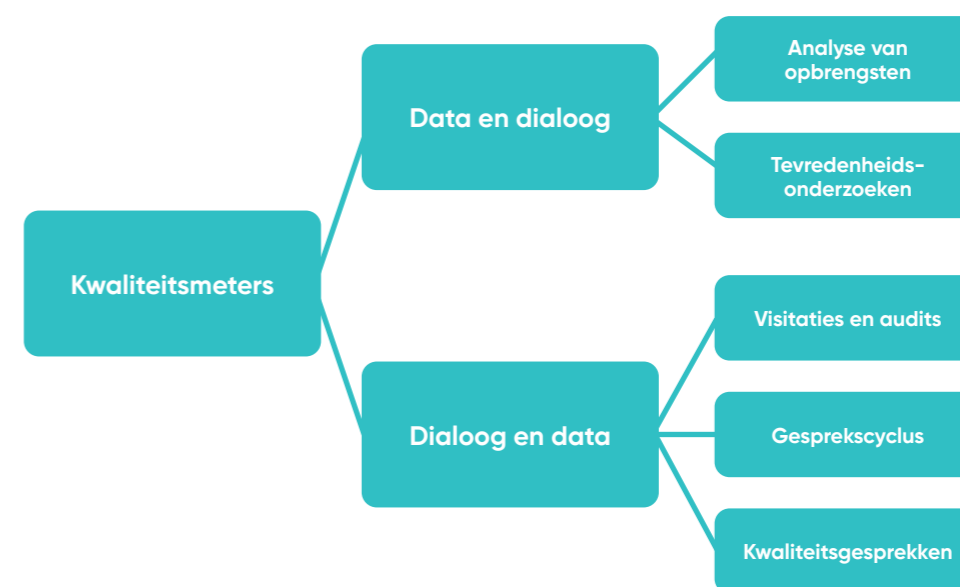 Kwaliteitsmeters
Data en dialoog
Analyse van
opbrengsten
Tevredenheids-
onderzoeken
Dialoog en data
Visitaties en audits
Gesprekscyclus
Kwaliteitsgesprekken